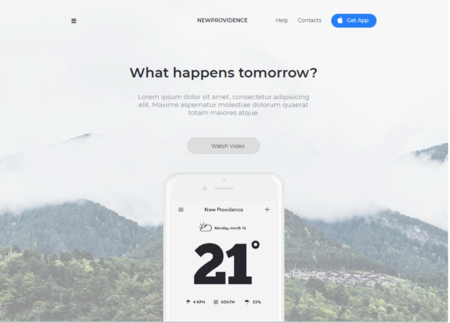 NEWPROVIDENCE Help Contacts Get App
What happens tomorrow?
Lorem ipsum dolor sit amet, consectetur adipisicing
elit. Maxime aspernatur molestiae dolorum quaerat
totam maiores atque.
Watch Video
New Providence
Monday, month 16
21°
4 KPH SOUTH 23%